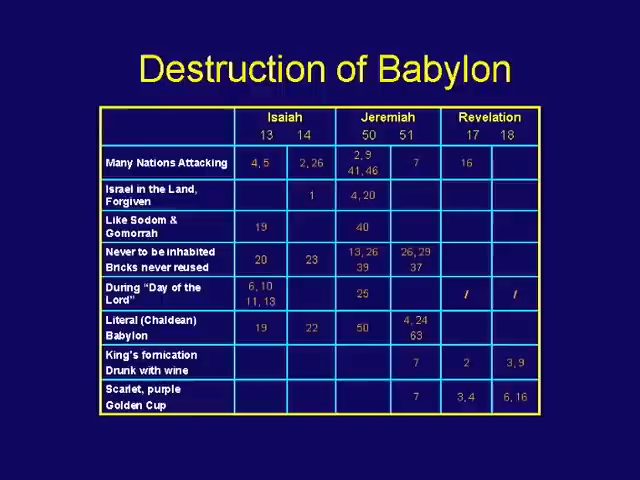 Destruction of Babylon
Isaiah Jeremiah Revelation
13 14 50 51 17 18
Many Nations Attacking 4, 5 2, 26 2, 9 7 16
41, 46
Israel in the Land, 1 4, 20
Forgiven
Like Sodom & 19 40
Gomorrah
Never to be inhabited 20 23 13, 26 26, 29
Bricks never reused 39 37
During “Day of the 6, 10 25 / /
Lord” 11, 13
Literal (Chaldean) 19 22 50 4, 24
Babylon 63
King's fornication 7 2 3, 9
Drunk with wine
Scarlet, purple 7 3, 4 6, 16
Golden Cup